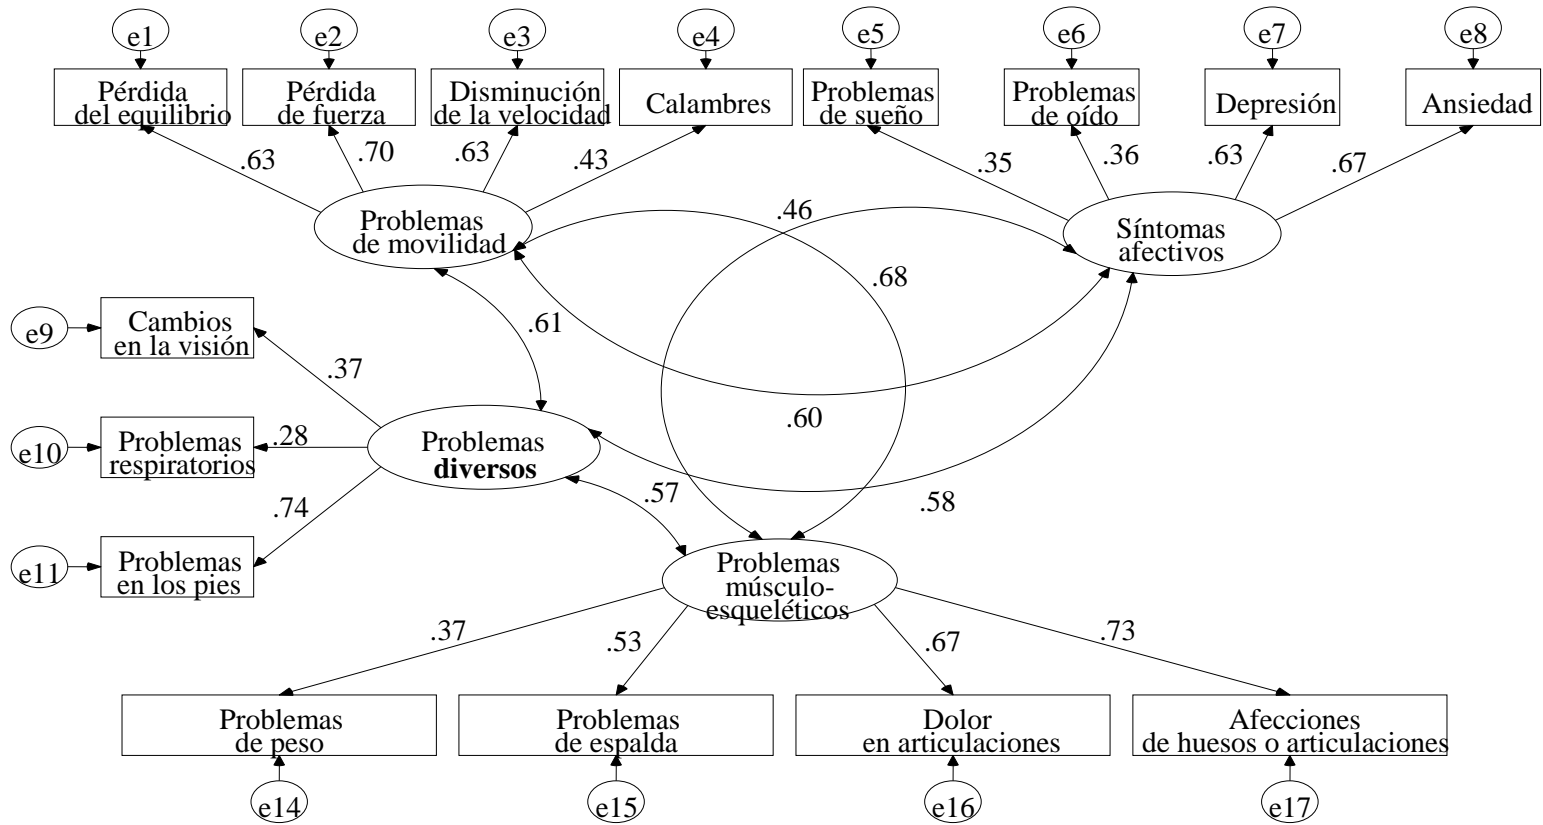 e1
e2
e3
e4
e5
e6
e7
e8
Pérdida
del equilibrio
Pérdida
de fuerza
Disminución
de la velocidad
Calambres
Problemas
de sueño
Problemas
de oído
Depresión
Ansiedad
.63
.70
.63
.43
.35
.36
.63
.67
Problemas
de movilidad
.46
Síntomas
afectivos
.68
.61
.60
e9
Cambios
en la visión
.37
e10
Problemas
respiratorios
.28
Problemas
diversos
.74
.57
.58
e11
Problemas
en los pies
Problemas
músculo-
esqueléticos
.37
.53
.67
.73
Problemas
de peso
Problemas
de espalda
Dolor
en articulaciones
Afecciones
de huesos o articulaciones
e14
e15
e16
e17